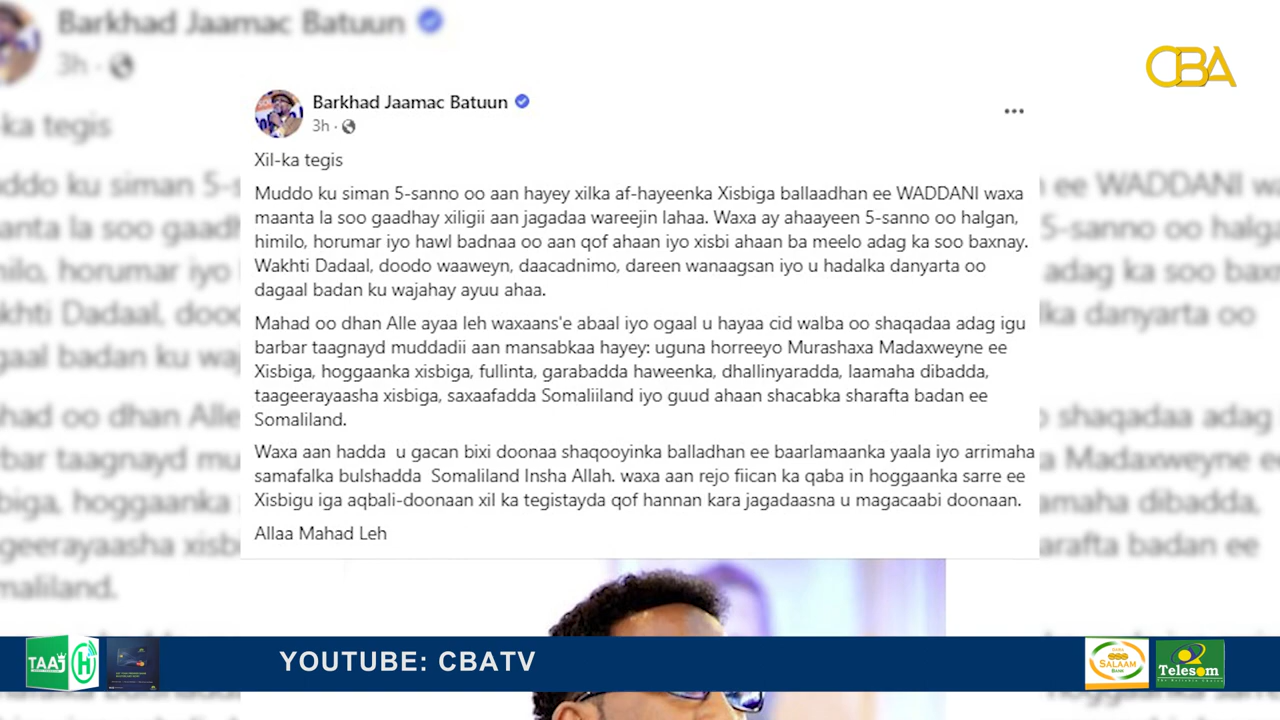 Barkhad Jaamac Batuun
3h
CBA
Barkhad Jaamac Batuun
3h
Xil-ka tegis
Muddo ku siman 5-sanno oo aan hayey xilka af-hayeenka Xisbiga ballaadhan ee WADDANI waxa
maanta la soo gaadhay xiligii aan jagadaa wareejin lahaa. Waxa ay ahaayeen 5-sanno oo halgan,
himilo, horumar iyo hawl badnaa oo aan qof ahaan iyo xisbi ahaan ba meelo adag ka soo baxnay.
Wakhti Dadaal, doodo waaweyn, daacadnimo, dareen wanaagsan iyo u hadalka danyarta oo
dagaal badan ku wajahay ayuu ahaa.
Mahad oo dhan Alle ayaa leh waxaans'e abaal iyo ogaal u hayaa cid walba oo shaqadaa adag igu
barbar taagnayd muddadii aan mansabkaa hayey: uguna horreeyo Murashaxa Madaxweyne ee
Xisbiga, hoggaanka xisbiga, fullinta, garabadda haweenka, dhallinyaradda, laamaha dibadda,
taageerayaasha xisbiga, saxaafadda Somaliiland iyo guud ahaan shacabka sharafta badan ee
Somaliland.
Waxa aan hadda u gacan bixi doonaa shaqooyinka balladhan ee baarlamaanka yaala iyo arrimaha
samafalka bulshadda Somaliland Insha Allah. waxa aan rejo fiican ka qaba in hoggaanka sarre ee
Xisbigu iga aqbali-doonaan xil ka tegistayda qof hannan kara jagadaasna u magacaabi doonaan.
Allaa Mahad Leh
TAAJ
YOUTUBE: CBATV
SALAAM
BANK
Telesom